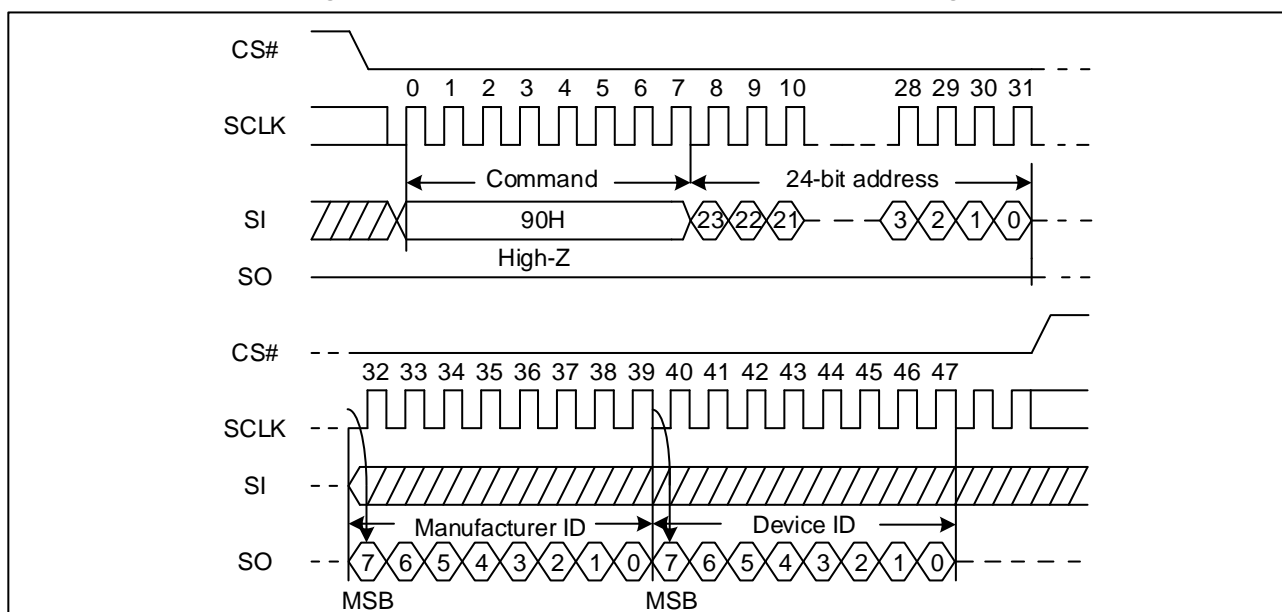 CS#
0 1 2 3 4 5 6 7 8 9 10 28 29 30 31
SCLK
Command 24-bit address
SI 90H 23 22 21 3 2 1 0
High-Z
SO
CS#
32 33 34 35 36 37 38 39 40 41 42 43 44 45 46 47
SCLK
SI
Manufacturer ID Device ID
SO 7 6 5 4 3 2 1 0 7 6 5 4 3 2 1 0
MSB MSB